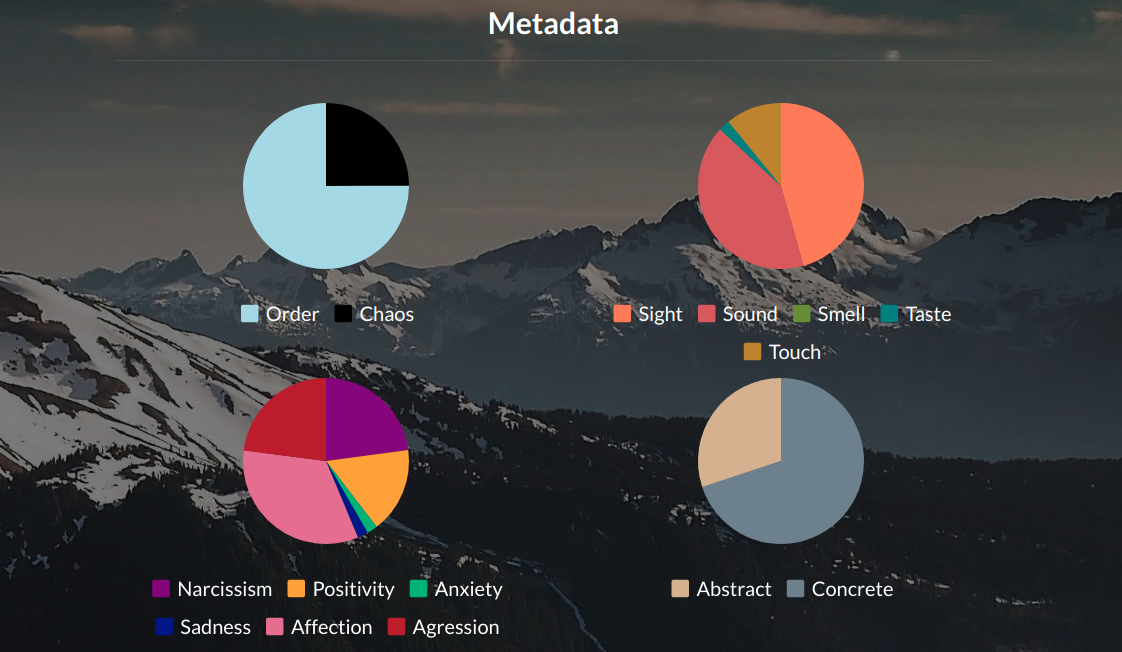 Metadata
Order Chaos
Sight Sound Smell Taste
Touch
Narcissism Positivity Anxiety
Sadness Affection Agression
Abstract Concrete